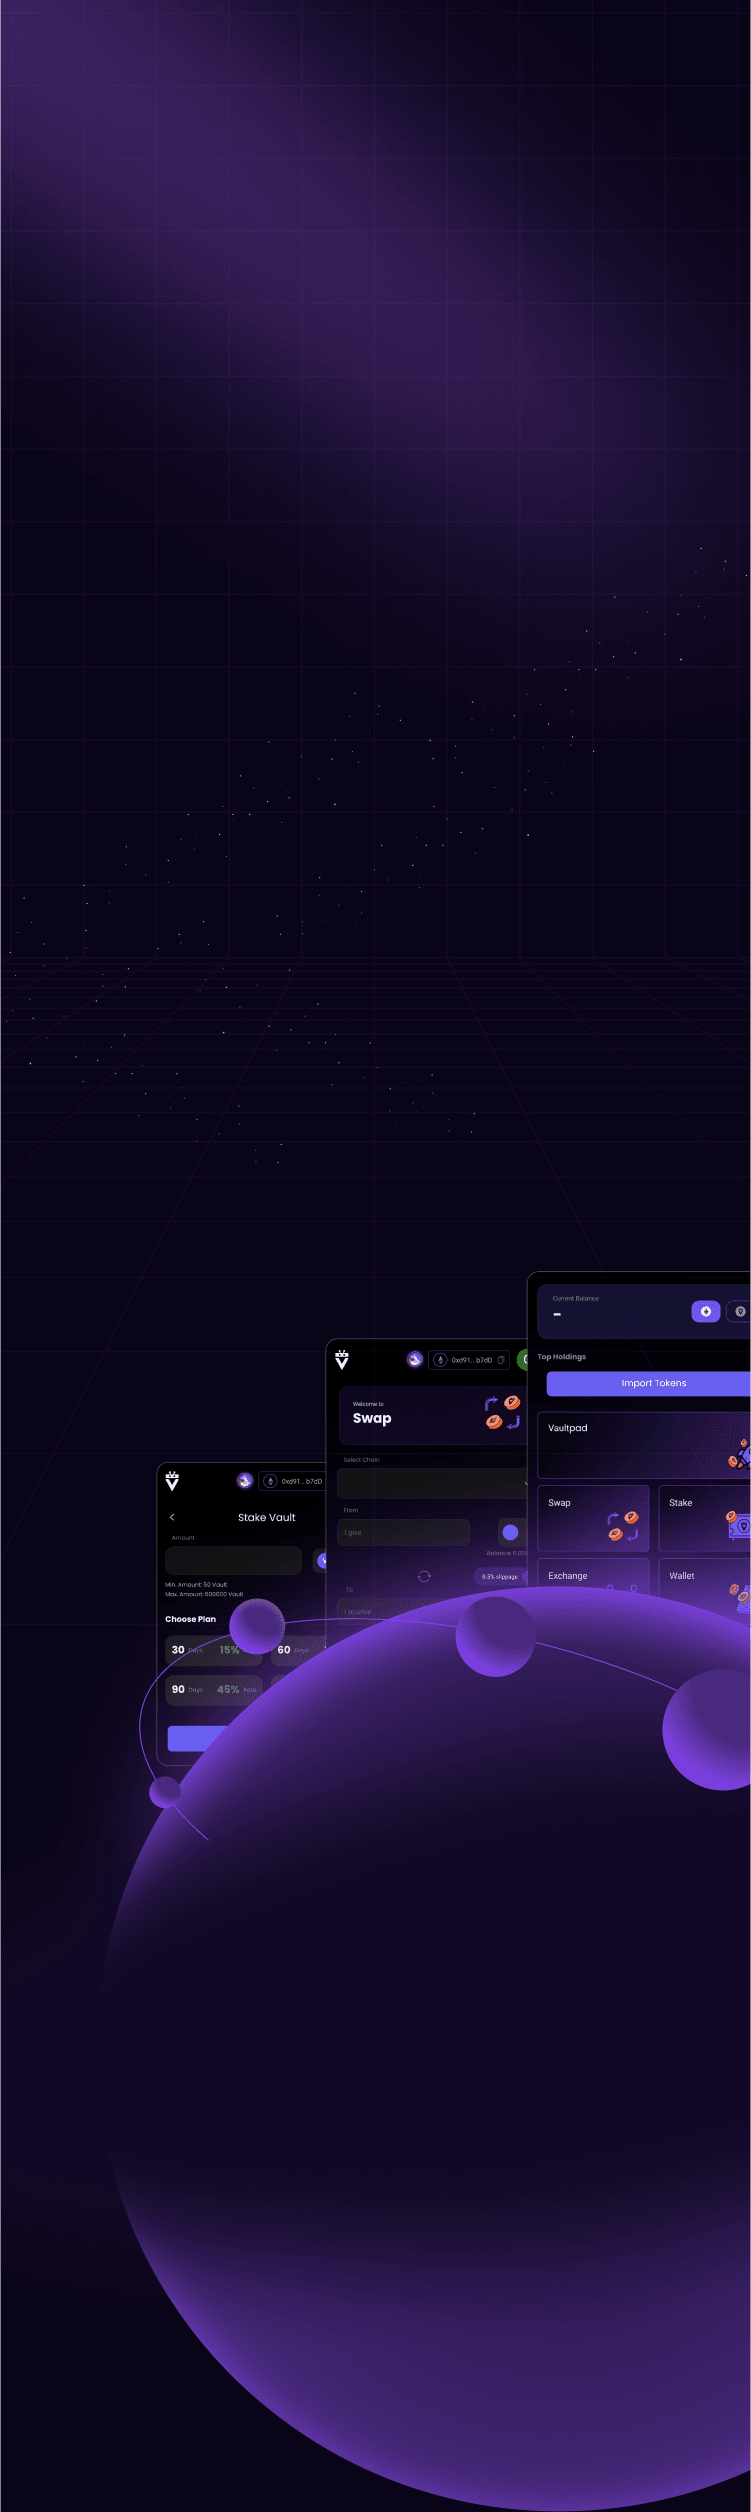 Current Balance
--
Top Holdings
Import Tokens
Vaultpad
Swap
Stake
Exchange
Wallet
0xd91...b7dD
Welcome to
Swap
Select Chain
From
I give
Balance: 0.00
0.5% slippage
To
I receive
0xd91...b7dD
Stake Vault
Amount
Min. Amount: 50 Vault
Max. Amount: 600000 Vault
Choose Plan
30 Days 15%
60 Days
90 Days 45% Rate